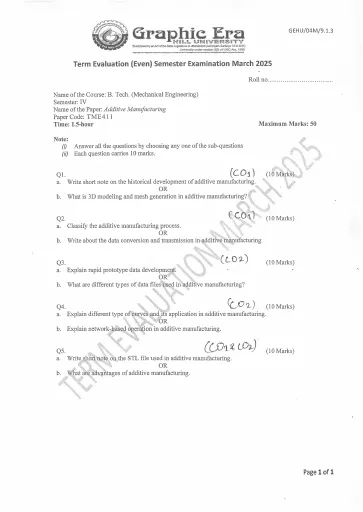 GEHU/04M/9.1.3
Graphic Era
HILL UNIVERSITY
Term Evaluation (Even) Semester Examination March 2025
Roll no.
Name of the Course: B. Tech. (Mechanical Engineering)
Semester: IV
Name of the Paper: Additive Manufacturing
Paper Code: TME411
Time: 1.5-hour Maximum Marks: 50
Note:
(i) Answer all the questions by choosing any one of the sub-questions
(ii) Each question carries 10 marks.
Q1. (CO1) (10 Marks)
a. Write short note on the historical development of additive manufacturing.
OR
b. What is 3D modeling and mesh generation in additive manufacturing?
Q2. (CO1) (10 Marks)
a. Classify the additive manufacturing process.
OR
b. Write about the data conversion and transmission in additive manufacturing
Q3. (CO2) (10 Marks)
a. Explain rapid prototype data development.
OR
b. What are different types of data files used in additive manufacturing?
Q4. (CO2) (10 Marks)
a. Explain different type of curves and its application in additive manufacturing.
OR
b. Explain network-based operation in additive manufacturing.
Q5. (CO1 & CO2) (10 Marks)
a. Write short note on the STL file used in additive manufacturing.
OR
b. What are advantages of additive manufacturing.
TERM EVALUATION MARCH 2025
Page 1 of 1